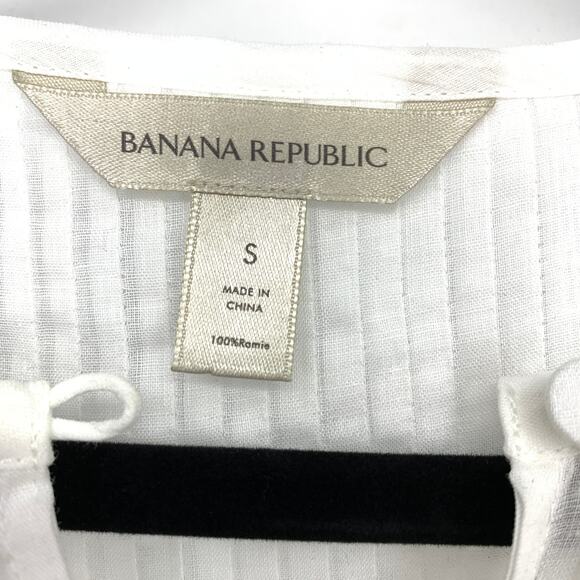 BANANA REPUBLIC
S
MADE IN
CHINA
100%Ramie